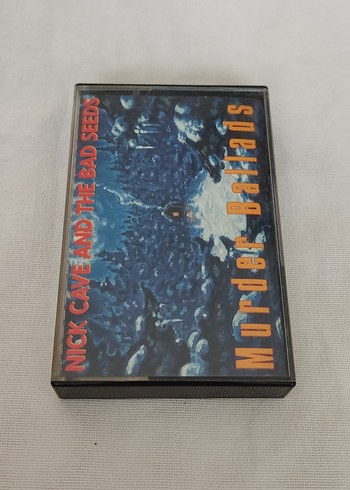 NICK CAVE AND THE BAD SEEDS
Murder Ballads